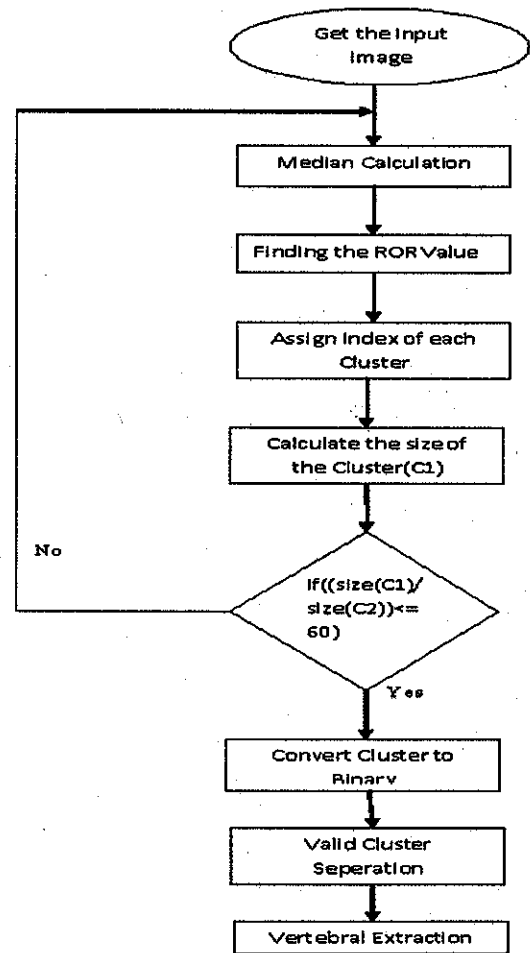 Get the Input
Image
Median Calculation
Finding the ROR Value
Assign Index of each
Cluster
Calculate the size of
the Cluster(C1)
No
If((size(C1)/
size(C2))<=
60)
Yes
Convert Cluster to
Binary
Valid Cluster
Seperation
Vertebral Extraction